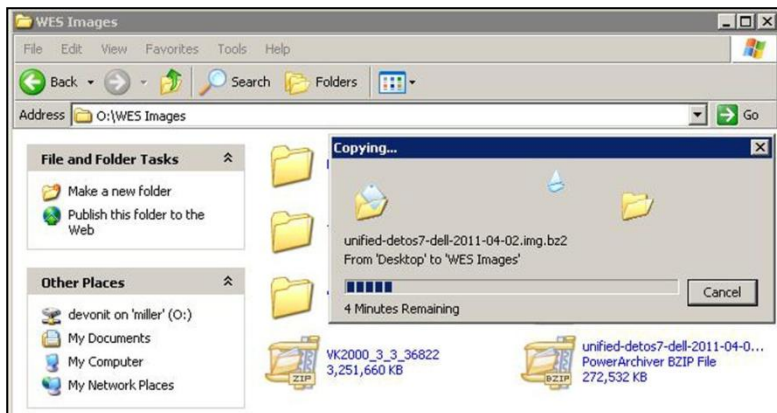 WES Images
File Edit View Favorites Tools Help
Back Search Folders
Address O:\WES Images Go
File and Folder Tasks
Make a new folder
Publish this folder to the
Web
Other Places
devonit on 'miller' (O:)
My Documents
My Computer
My Network Places
Copying...
unified-detos7-dell-2011-04-02.img.bz2
From 'Desktop' to 'WES Images'
4 Minutes Remaining
Cancel
ZIP
VK2000_3_3_36822
3,251,660 KB
BZIP
unified-detos7-dell-2011-04-0...
PowerArchiver BZIP File
272,532 KB